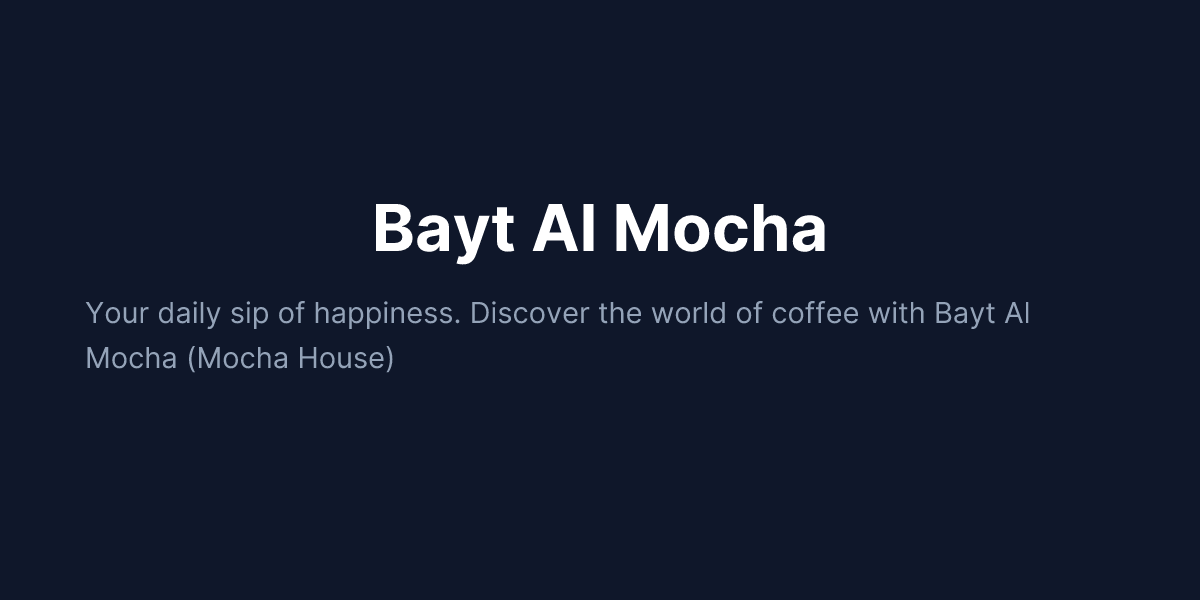 Bayt Al Mocha
Your daily sip of happiness. Discover the world of coffee with Bayt Al
Mocha (Mocha House)